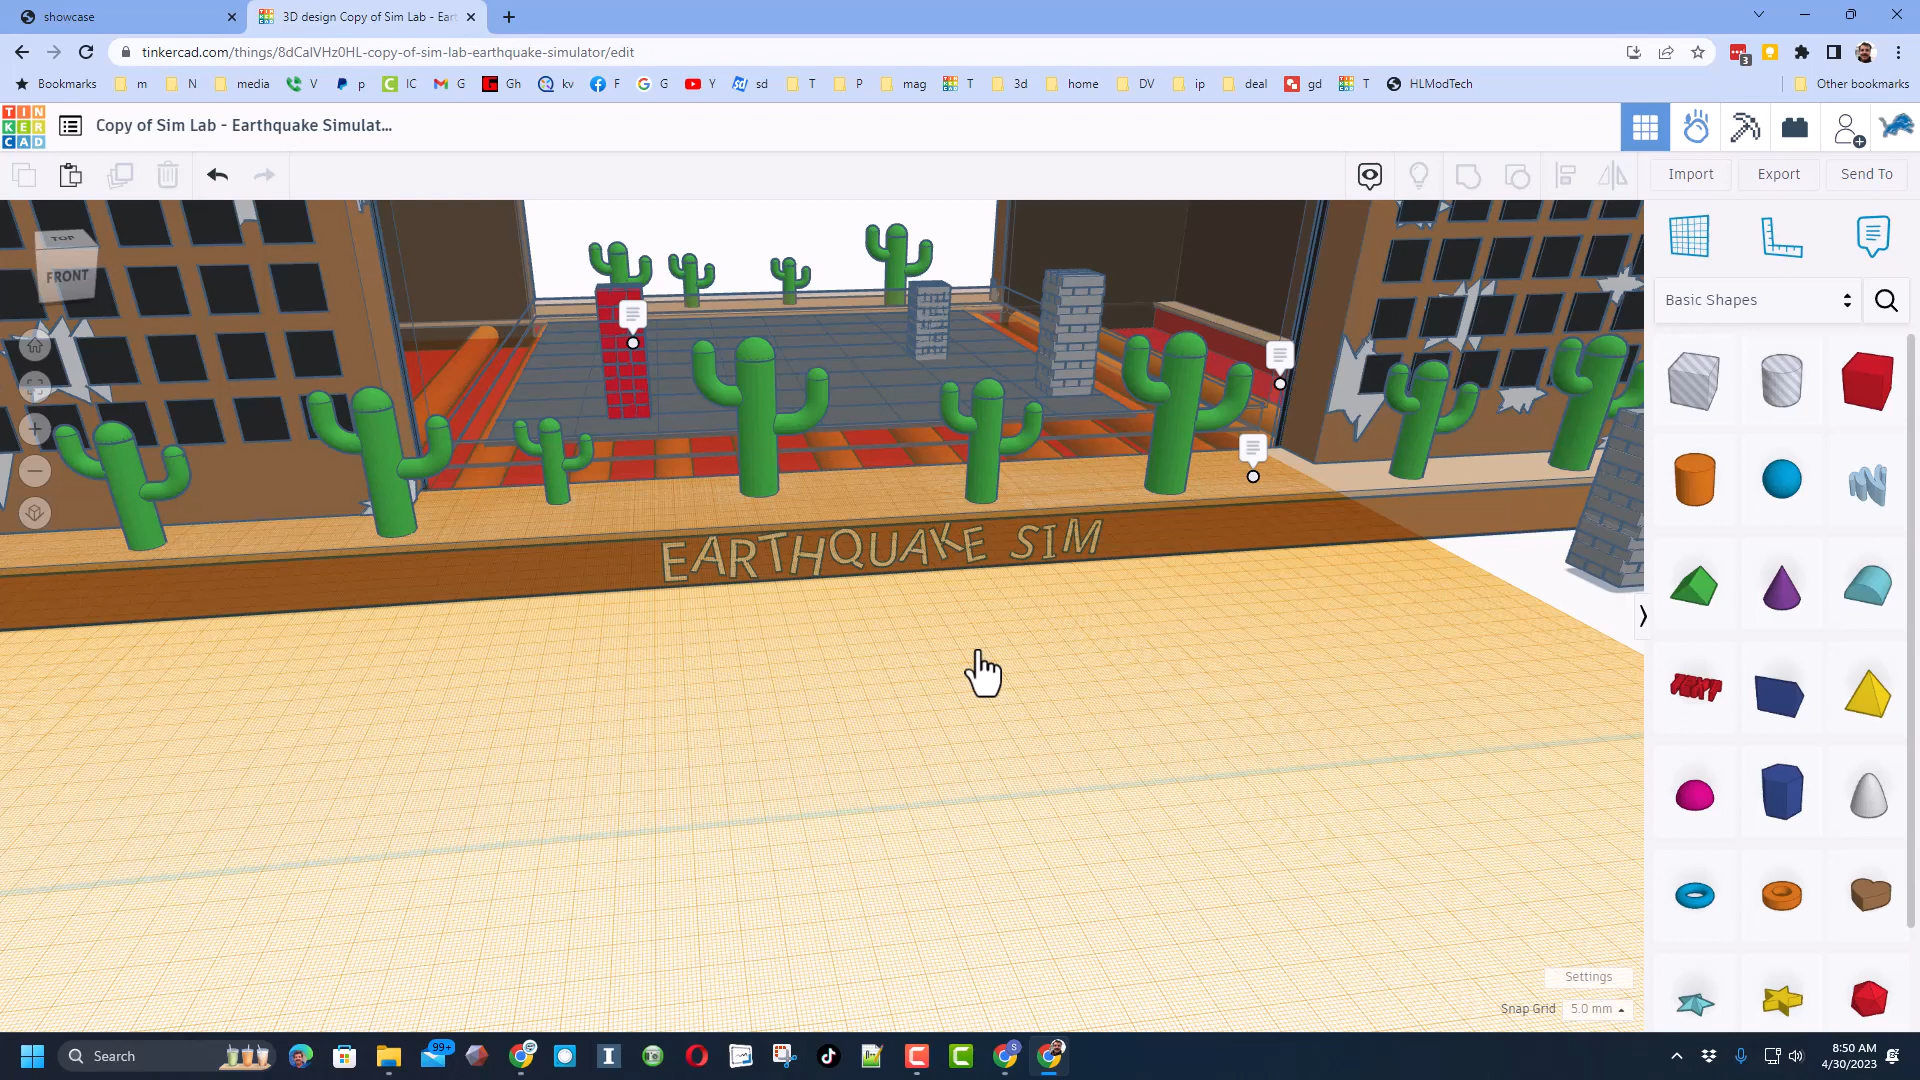 showcase
3D design Copy of Sim Lab - Eart
tinkercad.com/things/8dCaIVHz0HL-copy-of-sim-lab-earthquake-simulator/edit
3
Bookmarks
m
N
media
V
p
IC
G
Gh
kv
F
G
Y
sd
T
P
mag
T
3d
home
DV
ip
deal
gd
T
HLModTech
Other bookmarks
TIN
KER
CAD
Copy of Sim Lab - Earthquake Simulat...
Import
Export
Send To
TOP
FRONT
Basic Shapes
EARTHQUAKE SIM
TEXT
Settings
Snap Grid
5.0 mm
Search
99+
S
8:50 AM
4/30/2023